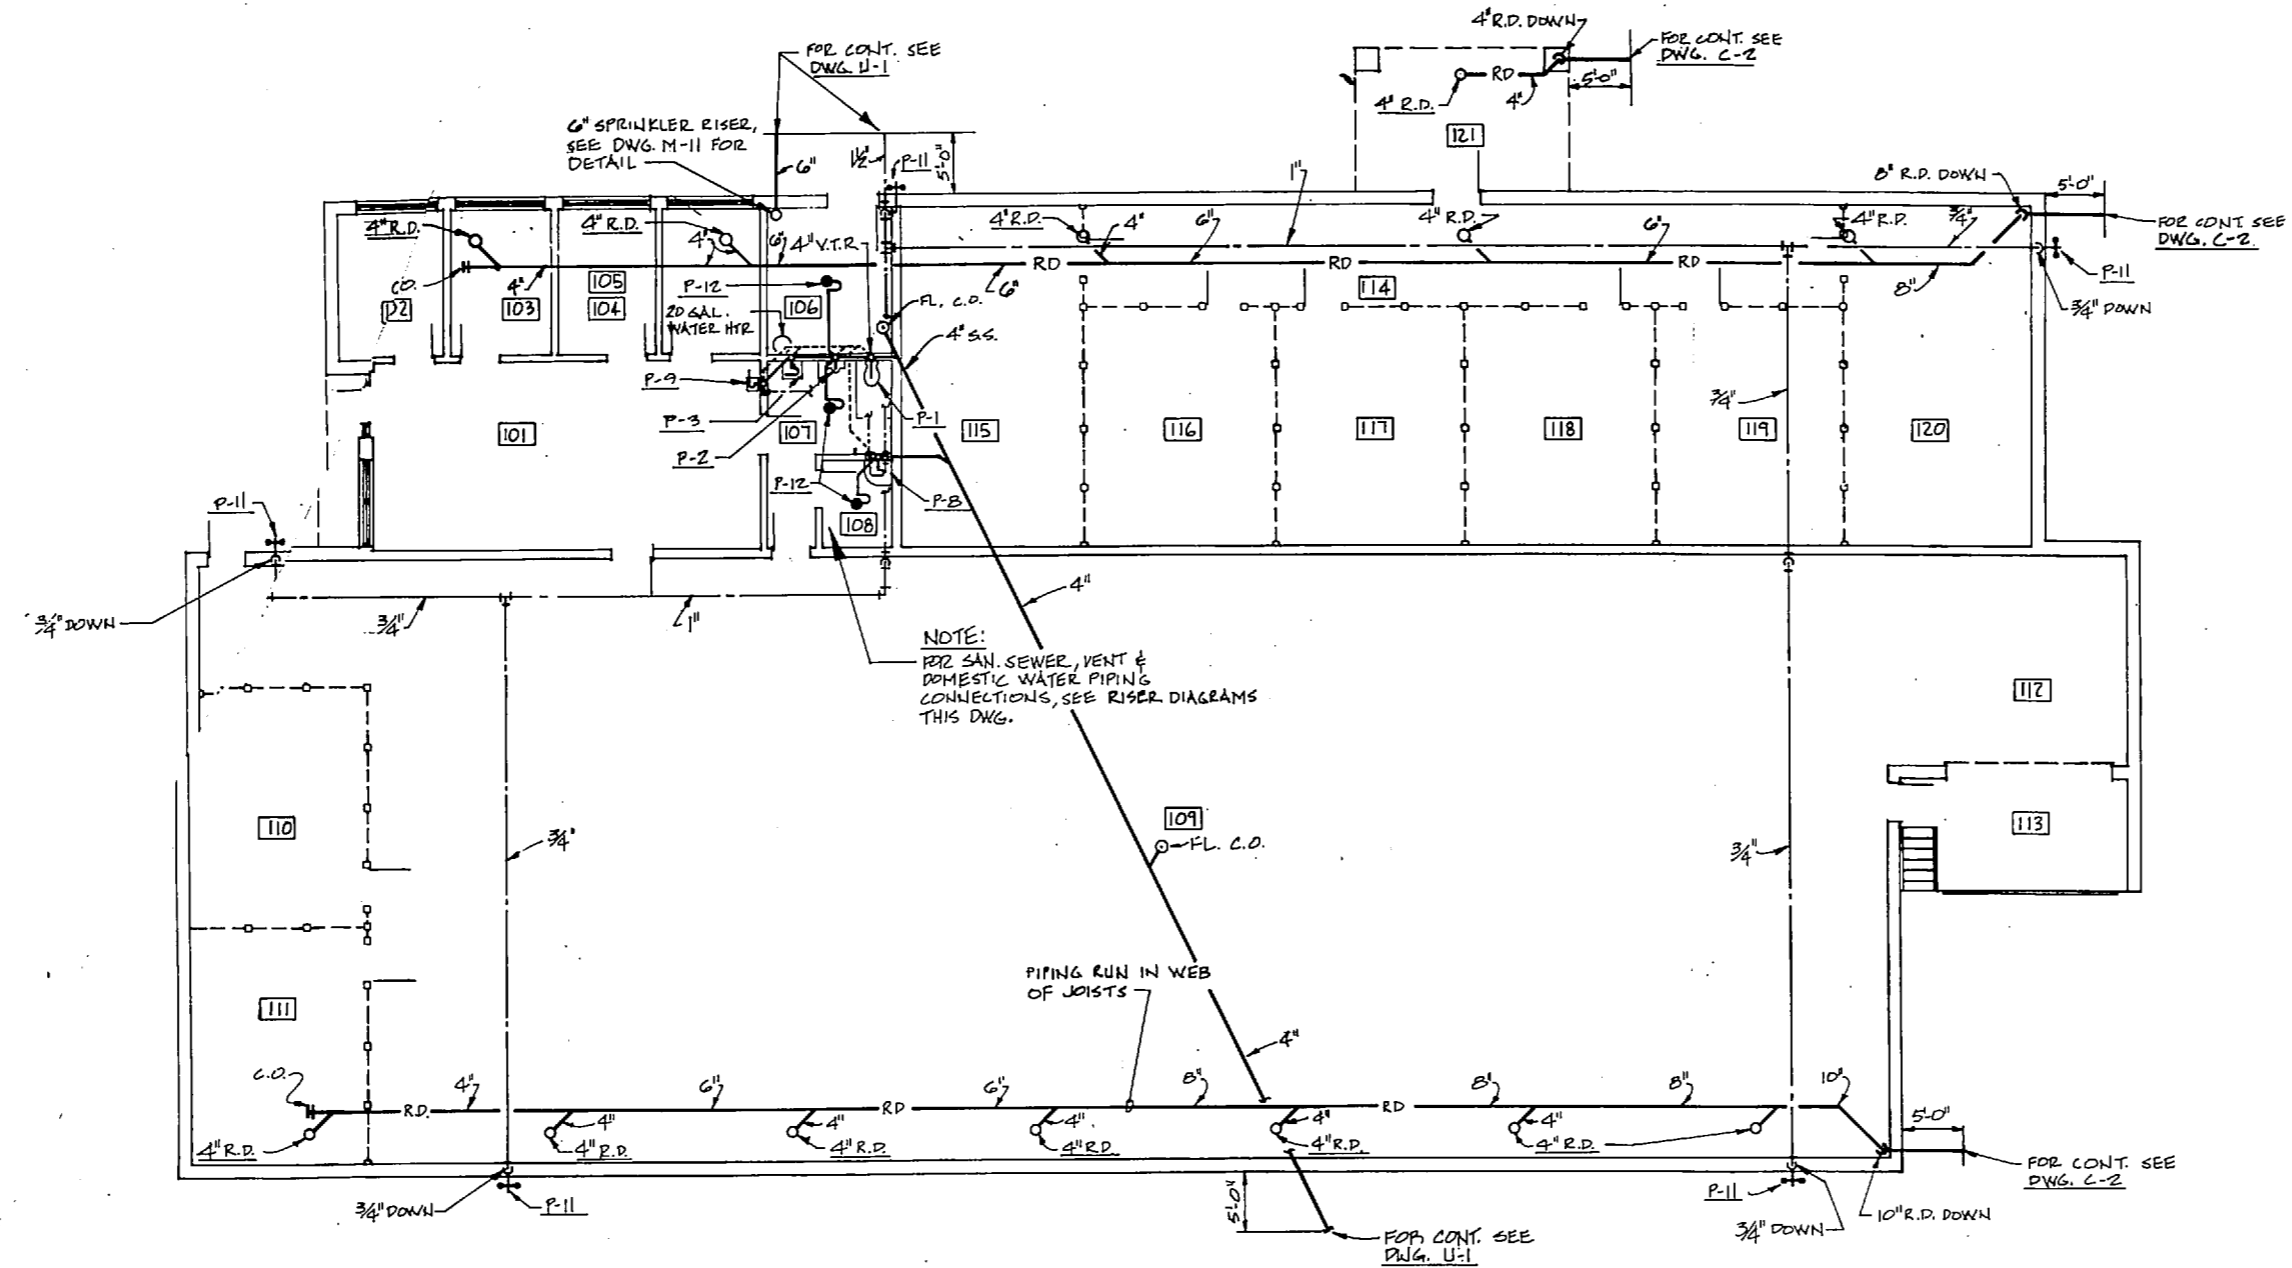 4" R.D. DOWN
FOR CONT. SEE
DWG. C-2
FOR CONT. SEE
DWG. U-1
RD
5'-0"
4" R.D.
4"
6" SPRINKLER RISER,
SEE DWG. M-11 FOR
DETAIL
6"
1½"
P-11
5'-0"
121
1"
8" R.D. DOWN
5'-0"
4" R.D.
4" R.D.
4"
6"
4" V.T.R.
4" R.D.
4"
6"
4" R.D.
6"
4" R.D.
3/4"
FOR CONT. SEE
DWG. C-2
C.O.
4"
105
P-12
RD
RD
RD
P-11
122
103
104
20 GAL.
WATER HTR
106
FL. C.O.
6"
114
8"
3/4" DOWN
4" S.S.
P-9
P-3
P-1
3/4"
101
107
115
116
117
118
119
120
P-2
P-12
P-8
P-11
108
4"
3/4" DOWN
3/4"
1"
NOTE:
FOR SAN. SEWER, VENT &
DOMESTIC WATER PIPING
CONNECTIONS, SEE RISER DIAGRAMS
THIS DWG.
112
110
3/4"
109
FL. C.O.
3/4"
113
PIPING RUN IN WEB
OF JOISTS
111
4"
C.O.
4"
6"
6"
8"
8"
8"
10"
R.D.
RD
RD
5'-0"
4"
4"
4"
4"
4"
4" R.D.
4" R.D.
4" R.D.
4" R.D.
4" R.D.
4" R.D.
FOR CONT. SEE
DWG. C-2
3/4" DOWN
P-11
5'-0"
P-11
3/4" DOWN
10" R.D. DOWN
FOR CONT. SEE
DWG. U-1